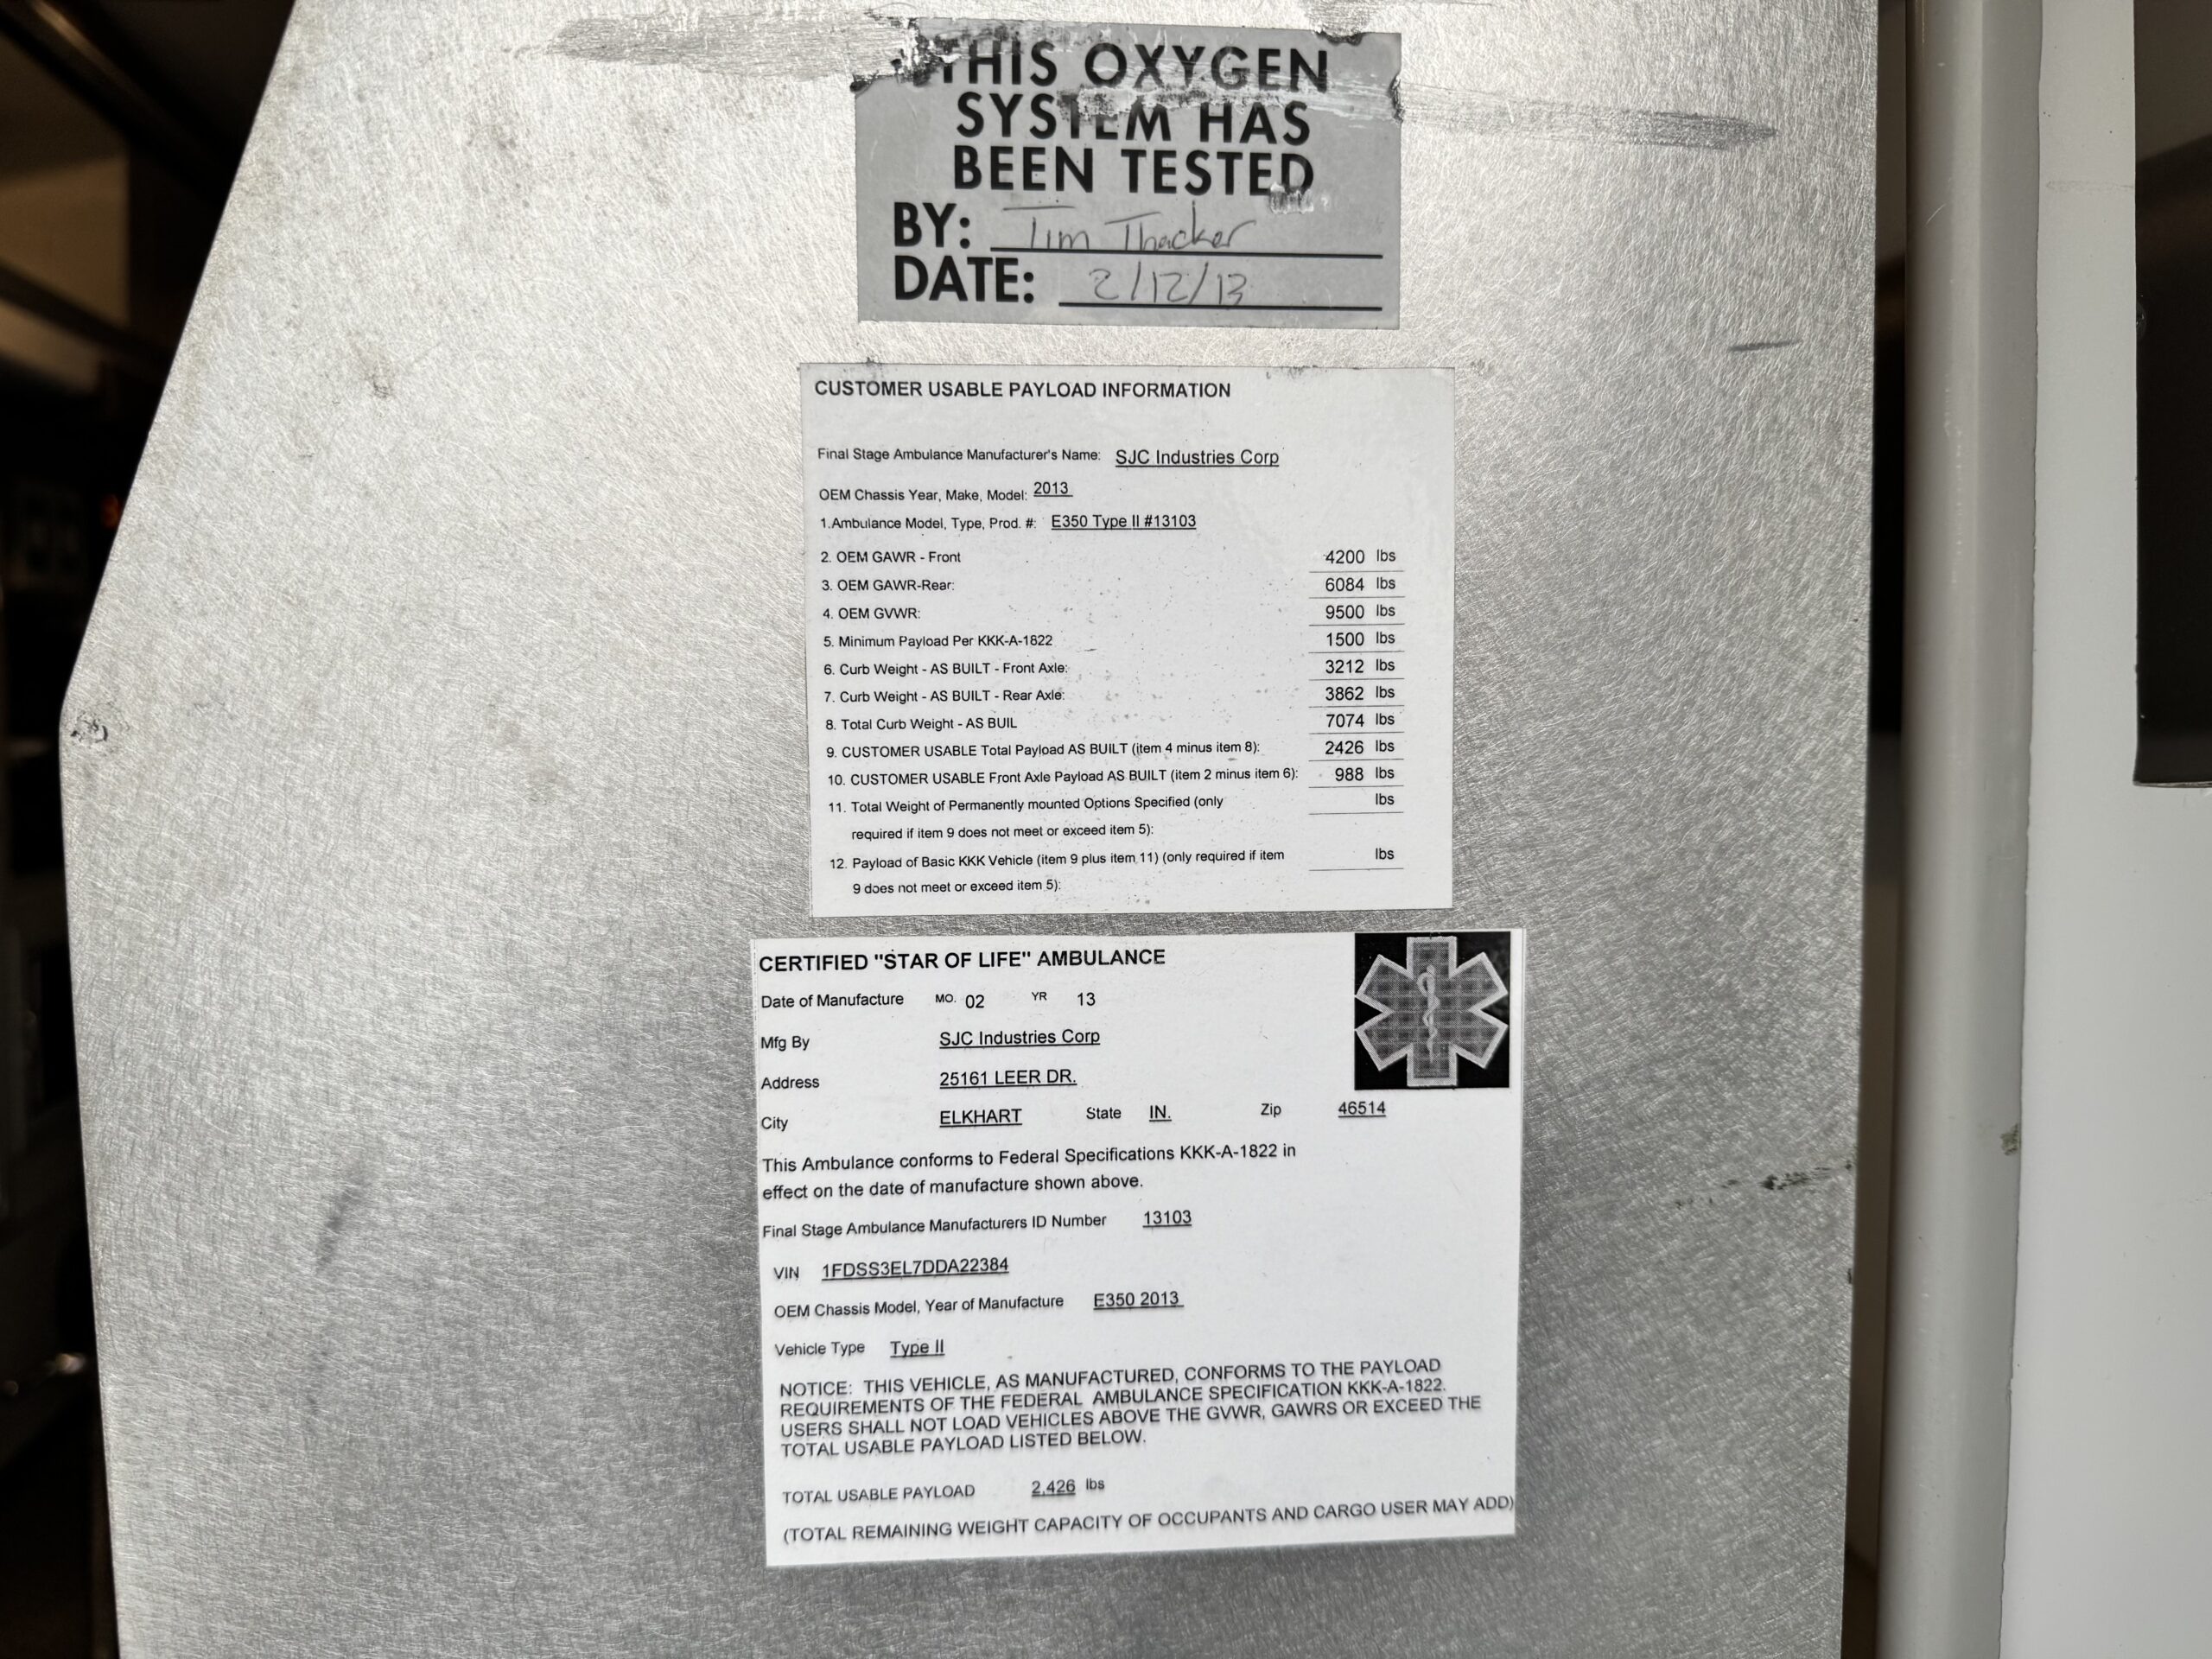 THIS OXYGEN
SYSTEM HAS
BEEN TESTED
BY: Tim Thacker
DATE: 2/12/13
CUSTOMER USABLE PAYLOAD INFORMATION
Final Stage Ambulance Manufacturer's Name: SJC Industries Corp
OEM Chassis Year, Make, Model: 2013
1.Ambulance Model, Type, Prod. #: E350 Type II #13103
2. OEM GAWR - Front 4200 lbs
3. OEM GAWR-Rear: 6084 lbs
4. OEM GVWR: 9500 lbs
5. Minimum Payload Per KKK-A-1822 1500 lbs
6. Curb Weight - AS BUILT - Front Axle: 3212 lbs
7. Curb Weight - AS BUILT - Rear Axle: 3862 lbs
8. Total Curb Weight - AS BUIL 7074 lbs
9. CUSTOMER USABLE Total Payload AS BUILT (item 4 minus item 8): 2426 lbs
10. CUSTOMER USABLE Front Axle Payload AS BUILT (item 2 minus item 6): 988 lbs
11. Total Weight of Permanently mounted Options Specified (only lbs
required if item 9 does not meet or exceed item 5):
12. Payload of Basic KKK Vehicle (item 9 plus item 11) (only required if item lbs
9 does not meet or exceed item 5):
CERTIFIED "STAR OF LIFE" AMBULANCE
Date of Manufacture MO. 02 YR 13
Mfg By SJC Industries Corp
Address 25161 LEER DR.
City ELKHART State IN. Zip 46514
This Ambulance conforms to Federal Specifications KKK-A-1822 in
effect on the date of manufacture shown above.
Final Stage Ambulance Manufacturers ID Number 13103
VIN 1FDSS3EL7DDA22384
OEM Chassis Model, Year of Manufacture E350 2013
Vehicle Type Type II
NOTICE: THIS VEHICLE, AS MANUFACTURED, CONFORMS TO THE PAYLOAD
REQUIREMENTS OF THE FEDERAL AMBULANCE SPECIFICATION KKK-A-1822.
USERS SHALL NOT LOAD VEHICLES ABOVE THE GVWR, GAWRS OR EXCEED THE
TOTAL USABLE PAYLOAD LISTED BELOW.
TOTAL USABLE PAYLOAD 2,426 lbs
(TOTAL REMAINING WEIGHT CAPACITY OF OCCUPANTS AND CARGO USER MAY ADD)